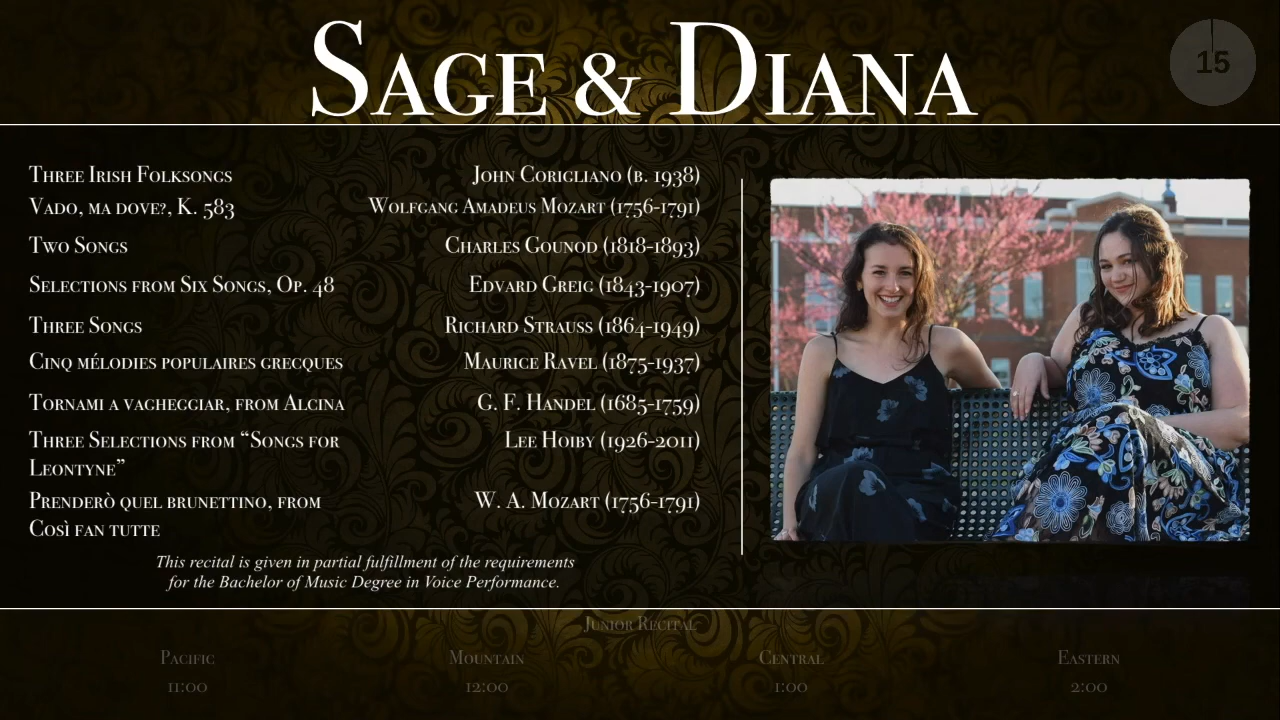 Sage & Diana
15
Three Irish Folksongs John Corigliano (b. 1938)
Vado, ma dove?, K. 583 Wolfgang Amadeus Mozart (1756-1791)
Two Songs Charles Gounod (1818-1893)
Selections from Six Songs, Op. 48 Edvard Greig (1843-1907)
Three Songs Richard Strauss (1864-1949)
Cinq mélodies populaires grecques Maurice Ravel (1875-1937)
Tornami a vagheggiar, from Alcina G. F. Handel (1685-1759)
Three Selections from “Songs for Lee Hoiby (1926-2011)
Leontyne”
Prenderò quel brunettino, from W. A. Mozart (1756-1791)
Così fan tutte
This recital is given in partial fulfillment of the requirements
for the Bachelor of Music Degree in Voice Performance.
Junior Recital
Pacific Mountain Central Eastern
11:00 12:00 1:00 2:00